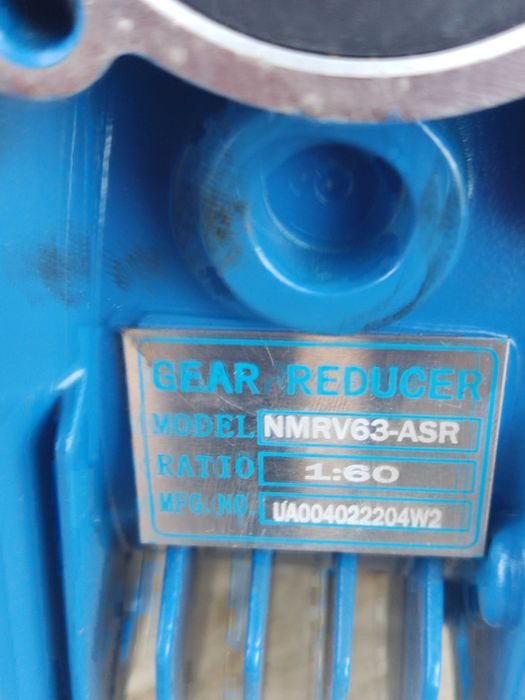 GEAR REDUCER
MODEL NMRV63-ASR
RATIO 1:60
MFG.NO. UA004022204W2